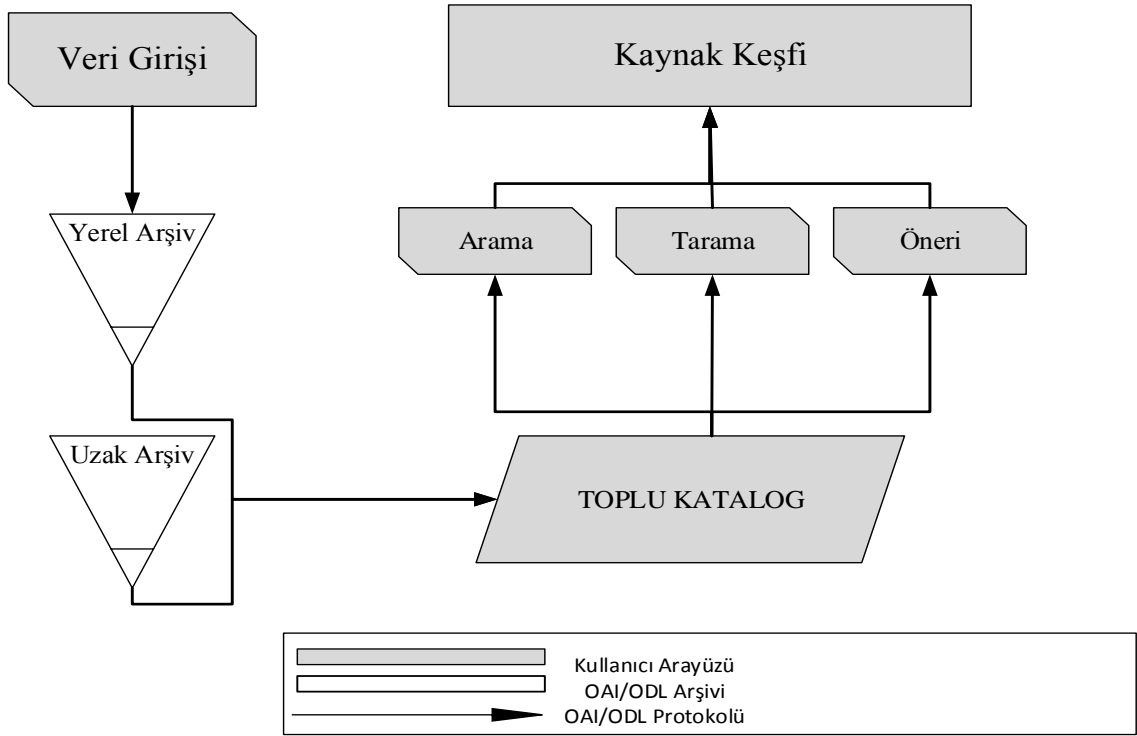 Veri Girişi
Kaynak Keşfi
Yerel Arşiv
Arama
Tarama
Öneri
Uzak Arşiv
TOPLU KATALOG
Kullanıcı Arayüzü
OAI/ODL Arşivi
OAI/ODL Protokolü